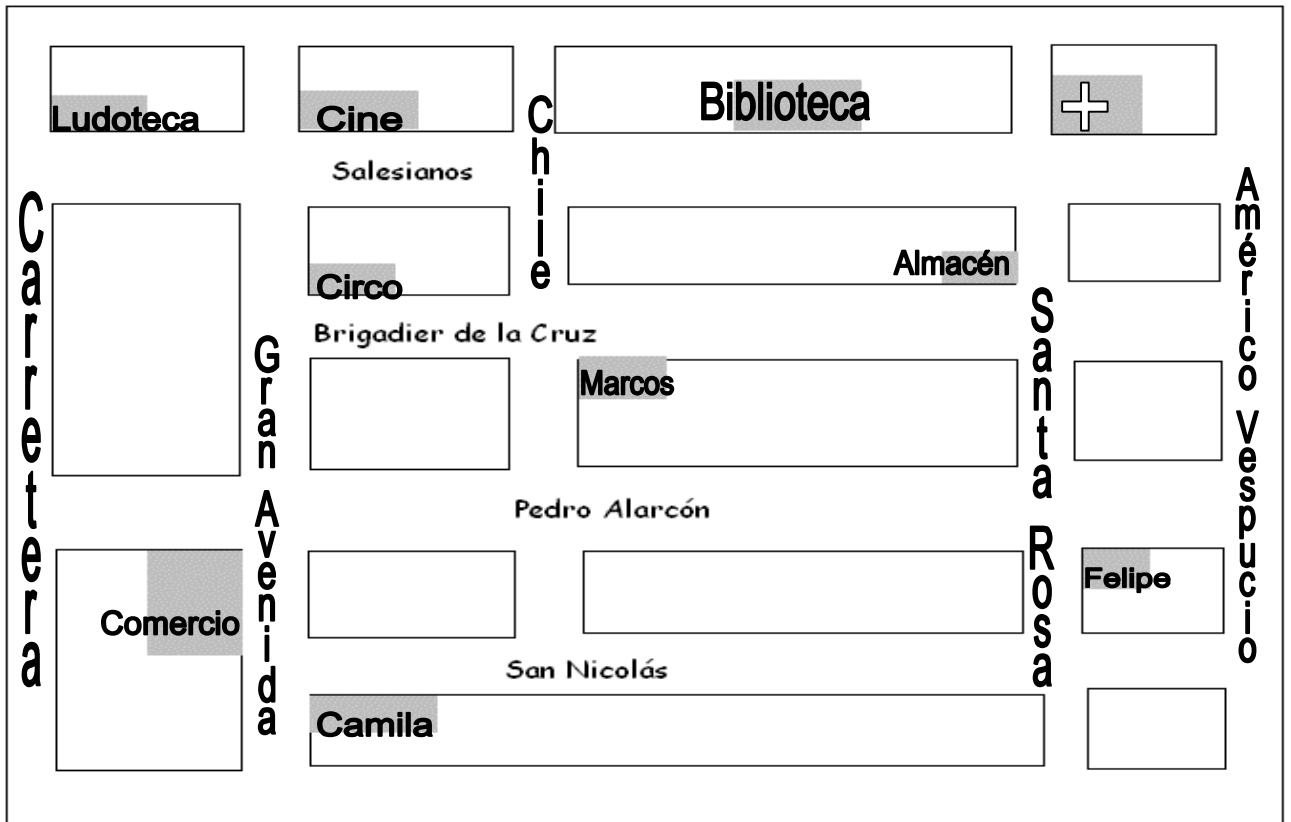 Ludoteca
Cine
Chile
Biblioteca
Salesianos
Carretera
Américo Vespucio
Almacén
Circo
Brigadier de la Cruz
Gran Avenida
Marcos
Santa Rosa
Pedro Alarcón
Felipe
Comercio
San Nicolás
Camila